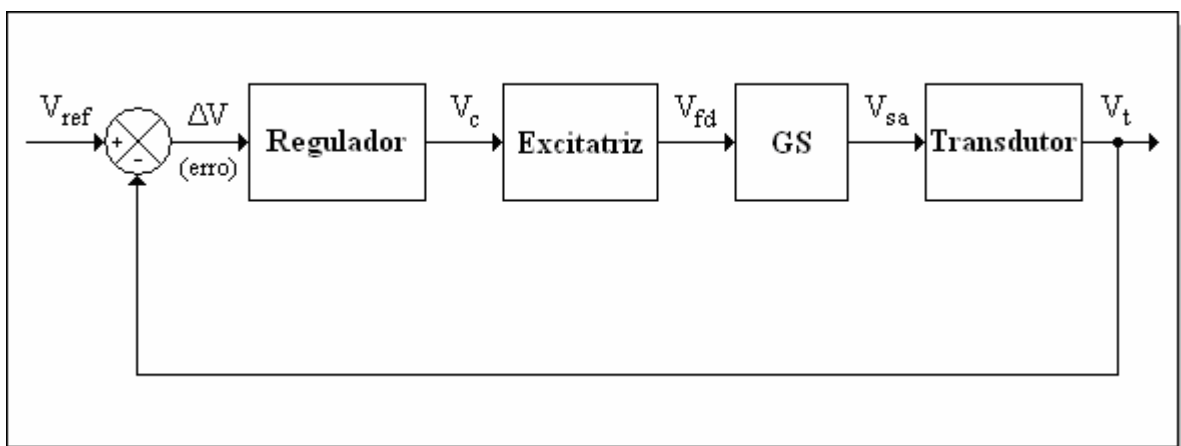 V_ref
+
-
ΔV
(erro)
Regulador
V_c
Excitatriz
V_fd
GS
V_sa
Transdutor
V_t